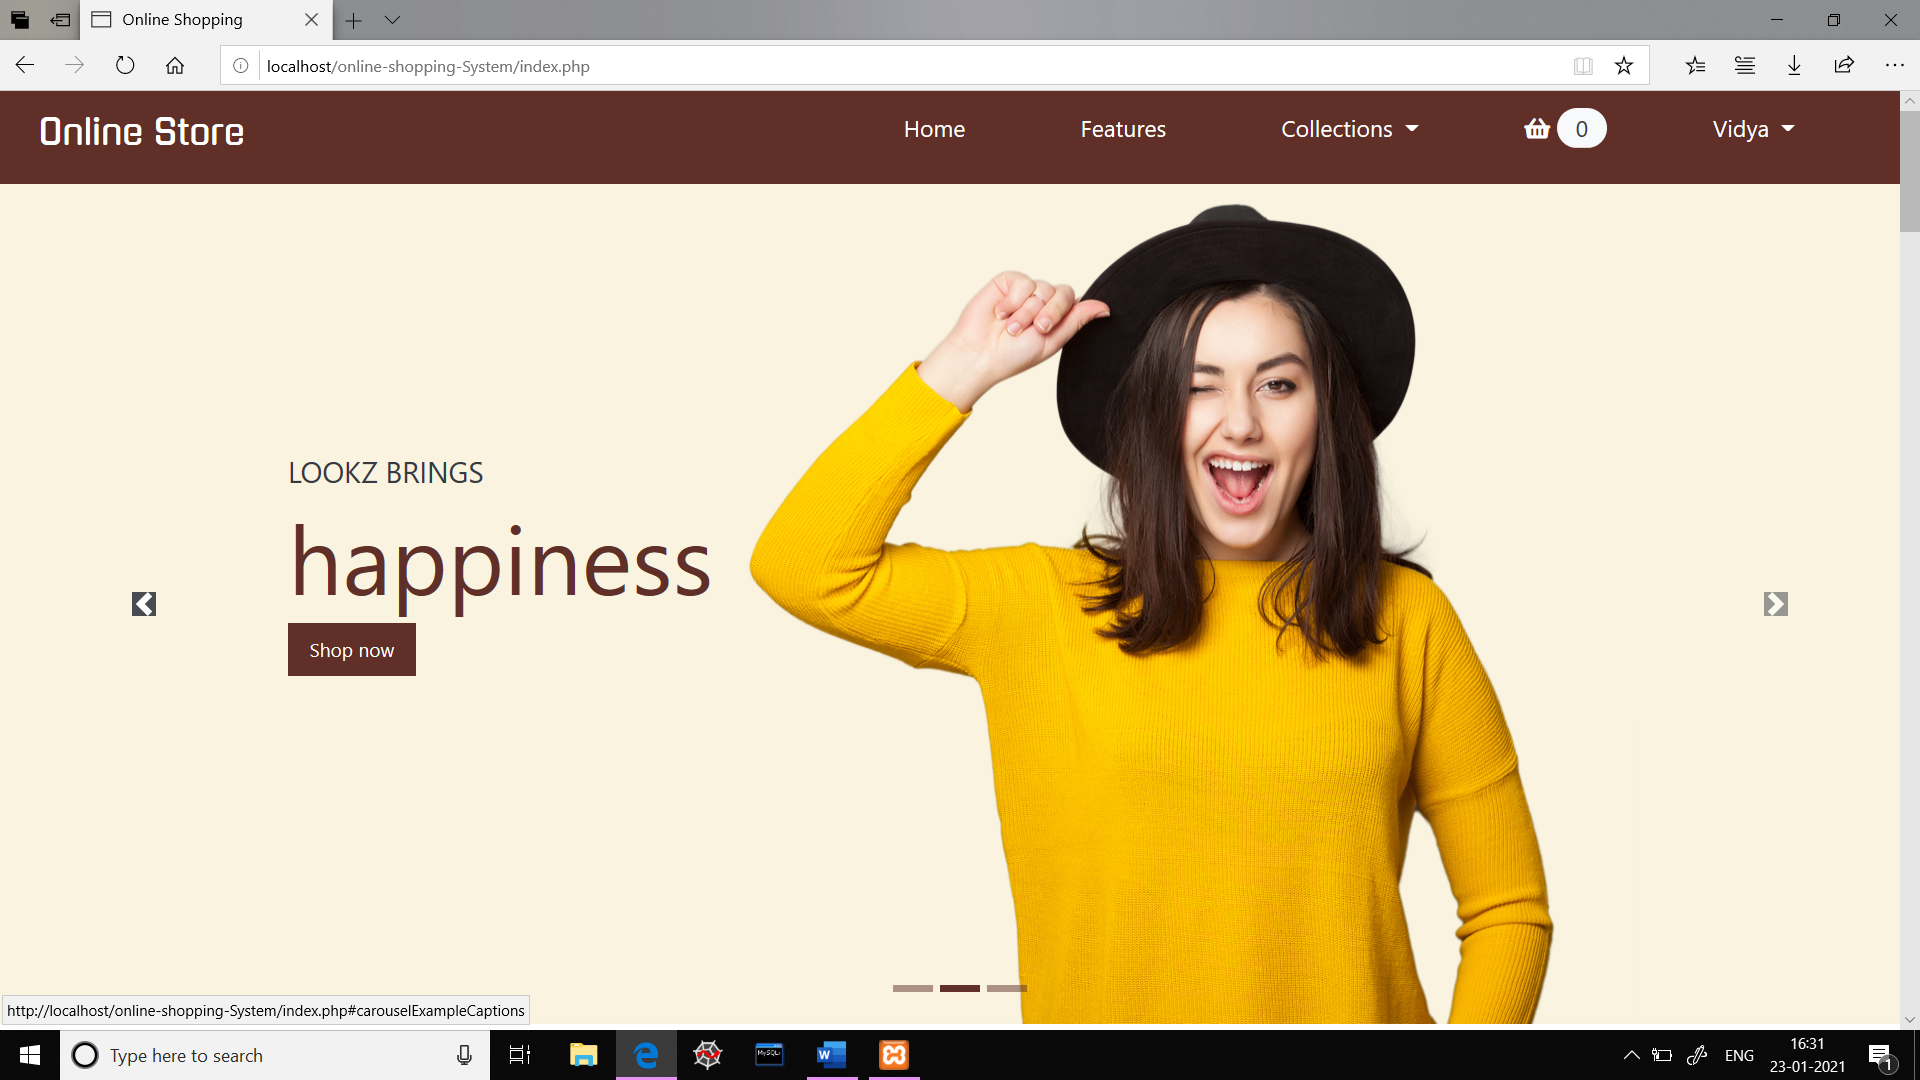 Online Shopping
localhost/online-shopping-System/index.php
Online Store
Home
Features
Collections
0
Vidya
LOOKZ BRINGS
happiness
Shop now
http://localhost/online-shopping-System/index.php#carouselExampleCaptions
Type here to search
MySQL
W
ENG
16:31
23-01-2021
1